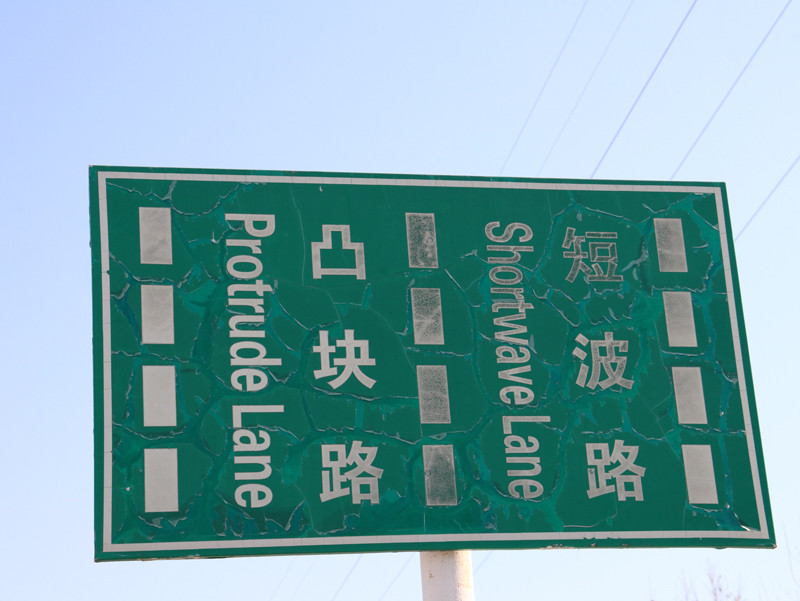 凸块路
Protrude Lane
短波路
Shortwave Lane